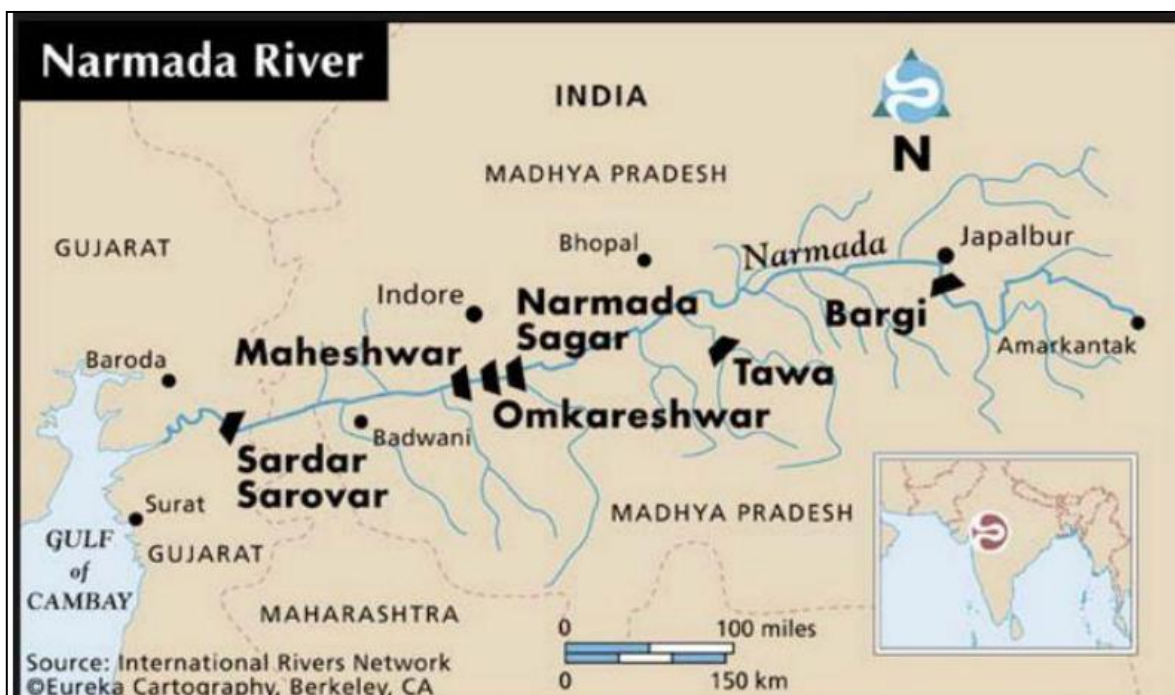 Narmada River
INDIA
N
MADHYA PRADESH
GUJARAT
Bhopal
Narmada
Japalbur
Indore
Narmada
Sagar
Bargi
Amarkantak
Maheshwar
Baroda
Tawa
Omkareshwar
Badwani
Sardar
Sarovar
Surat
MADHYA PRADESH
GULF
of
CAMBAY
GUJARAT
MAHARASHTRA
0 100 miles
0 150 km
Source: International Rivers Network
©Eureka Cartography, Berkeley, CA